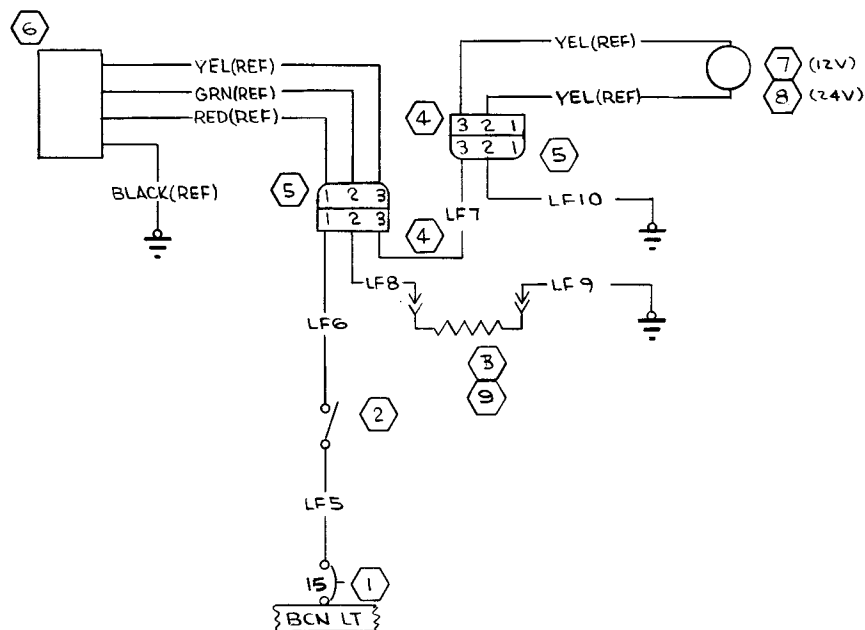 6
YEL(REF)
GRN(REF)
RED(REF)
BLACK(REF)
YEL(REF)
YEL(REF)
7 (12V)
8 (24V)
4
3 2 1
3 2 1
5
5
1 2 3
1 2 3
4
LF7
LF10
LF8
LF9
LF6
3
9
2
LF5
15
1
BCN LT